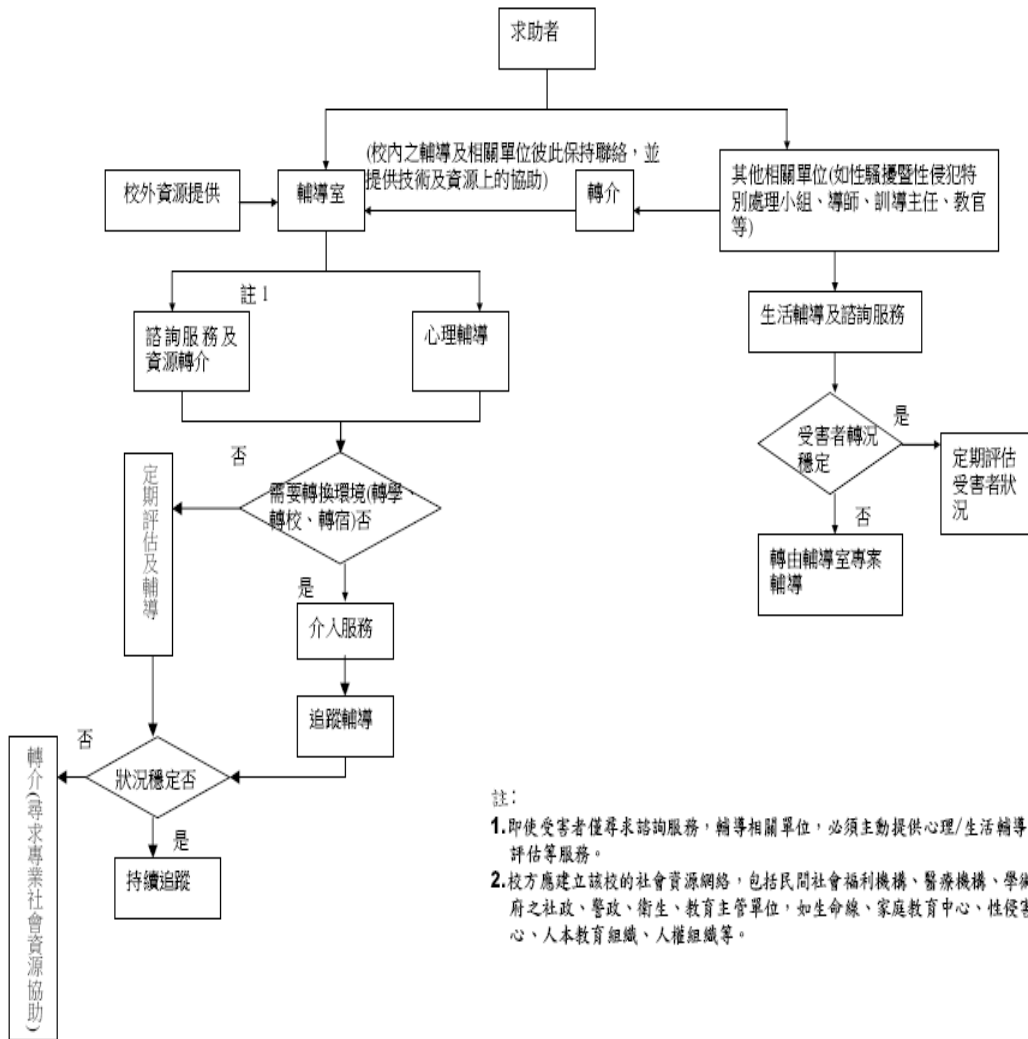 求助者
(校內之輔導及相關單位彼此保持聯絡，並
提供技術及資源上的協助)
校外資源提供
輔導室
轉介
其他相關單位(如性騷擾暨性侵犯特
別處理小組、導師、訓導主任、教官
等)
註 1
諮詢服務及
資源轉介
心理輔導
生活輔導及諮詢服務
受害者轉況
穩定
是
定期評估
受害者狀
況
否
轉由輔導室專案
輔導
否
需要轉換環境(轉學、
轉校、轉宿)否
定期評估及輔導
是
介入服務
追蹤輔導
否
狀況穩定否
轉介(尋求專業社會資源協助)
是
持續追蹤
註：
1.即使受害者僅尋求諮詢服務，輔導相關單位，必須主動提供心理/生活輔導
評估等服務。
2.校方應建立該校的社會資源網絡，包括民間社會福利機構、醫療機構、學術
府之社政、警政、衛生、教育主管單位，如生命線、家庭教育中心、性侵害
心、人本教育組織、人權組織等。